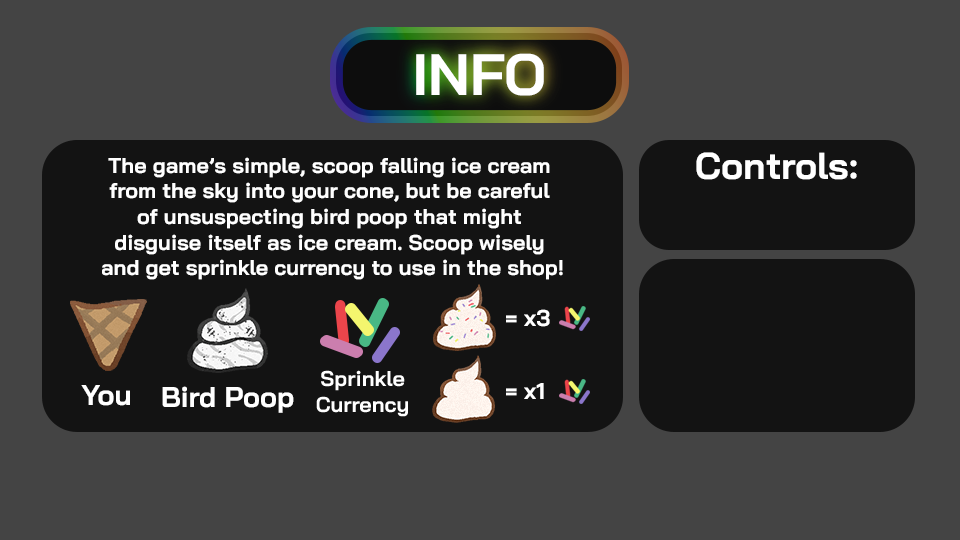 INFO
The game's simple, scoop falling ice cream
from the sky into your cone, but be careful
of unsuspecting bird poop that might
disguise itself as ice cream. Scoop wisely
and get sprinkle currency to use in the shop!
You
Bird Poop
Sprinkle
Currency
= x3
= x1
Controls: